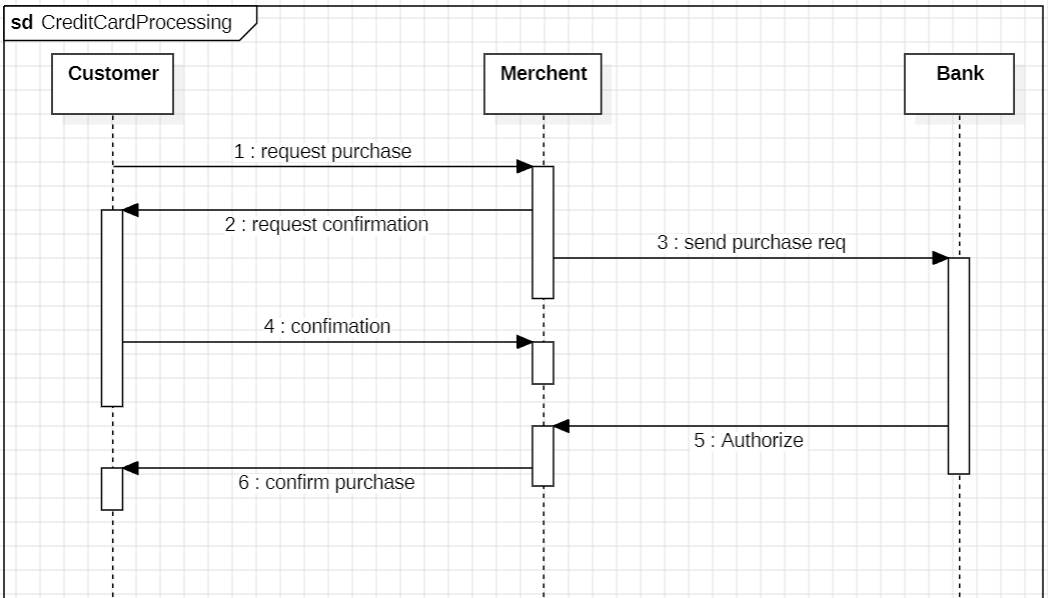 sd CreditCardProcessing
Customer
Merchent
Bank
1 : request purchase
2 : request confirmation
3 : send purchase req
4 : confimation
5 : Authorize
6 : confirm purchase